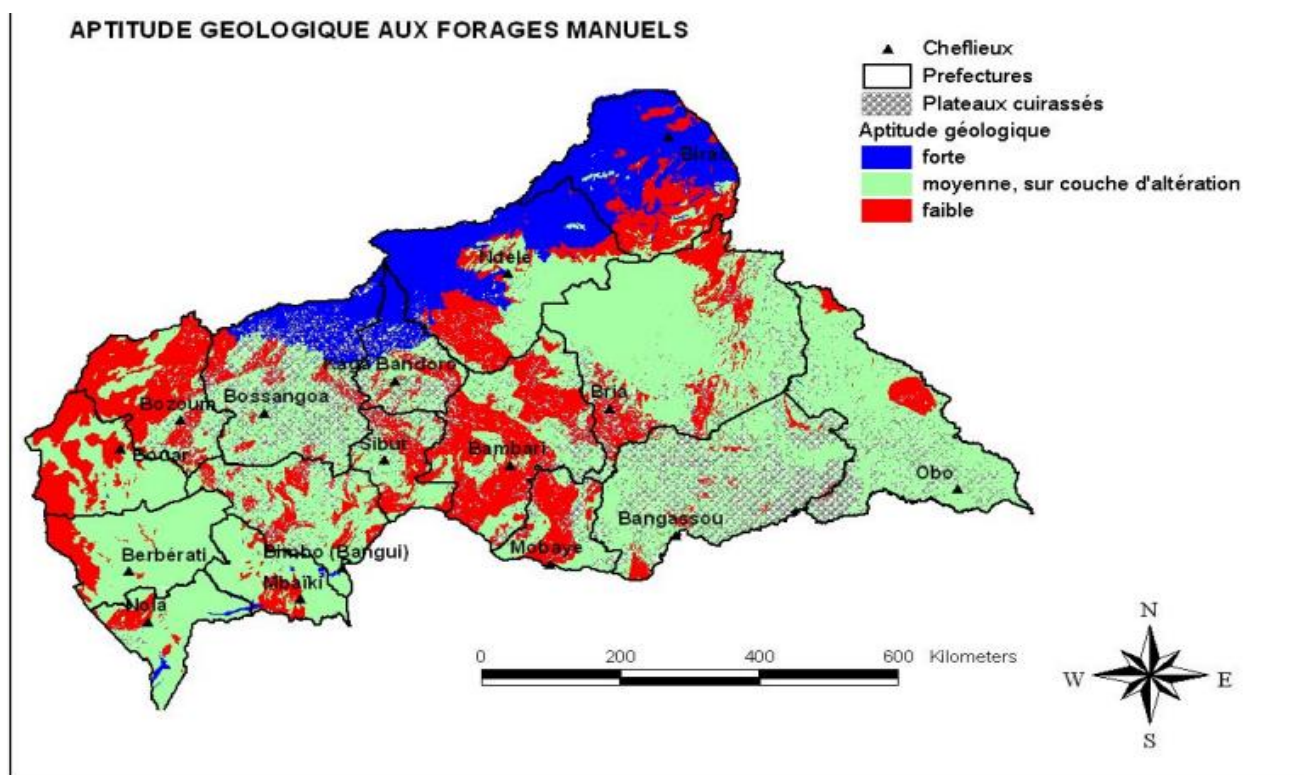 APTITUDE GEOLOGIQUE AUX FORAGES MANUELS
Cheflieux
Prefectures
Plateaux cuirassés
Aptitude géologique
forte
moyenne, sur couche d'altération
faible
Birao
Ndele
Kaga Bandoro
Bossangoa
Bozoum
Bria
Bouar
Sibut
Bambari
Obo
Bangassou
Berbérati
Bimbo (Bangui)
Mobaye
Mbaïki
Nola
0 200 400 600 Kilometers
N
W E
S